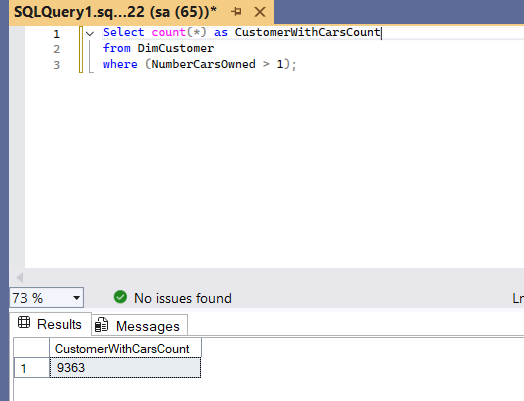 SQLQuery1.sq...22 (sa (65))*
1 Select count(*) as CustomerWithCarsCount
2 from DimCustomer
3 where (NumberCarsOwned > 1);
73 % No issues found Ln
Results Messages
CustomerWithCarsCount
1 9363